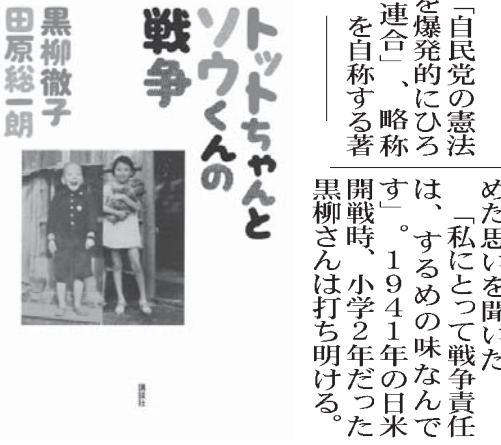 「自民党の憲法
を爆発的にひろ
連合」、略称
を自称する著
めた思いを聞いた
「私にとって戦争責任
は、するめの味なんで
す」。1941年の日米
開戦時、小学2年だった
黒柳さんは打ち明ける。
トットちゃんと
ソウくんの
戦争
黒柳徹子
田原総一朗
講談社